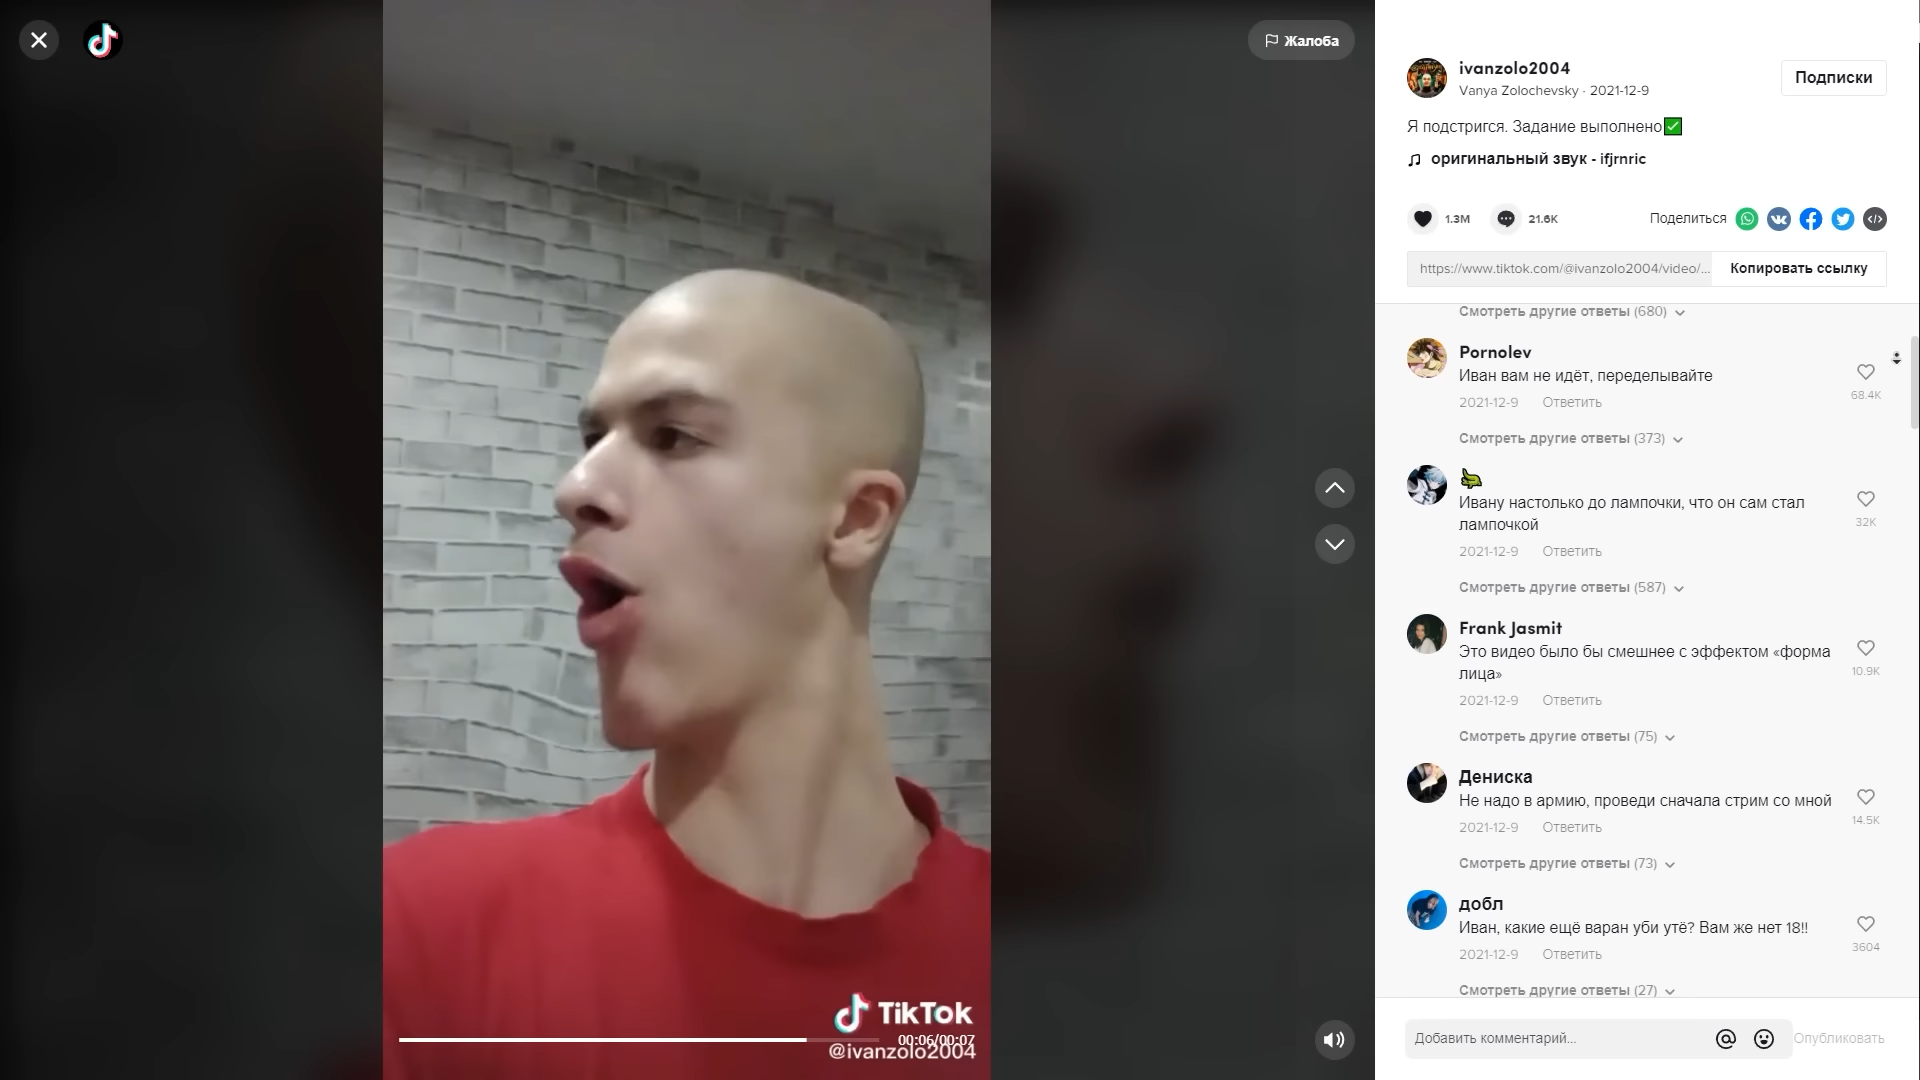 Жалоба
TikTok
00:06/00:07
@ivanzolo2004
ivanzolo2004
Vanya Zolochevsky · 2021-12-9
Подписки
Я подстригся. Задание выполнено✅
оригинальный звук - ifjrnric
1.3M
21.6K
Поделиться
https://www.tiktok.com/@ivanzolo2004/video/...
Копировать ссылку
Смотреть другие ответы (680)
Pornolev
Иван вам не идёт, переделывайте
68.4K
2021-12-9 Ответить
Смотреть другие ответы (373)
Ивану настолько до лампочки, что он сам стал
лампочкой
32K
2021-12-9 Ответить
Смотреть другие ответы (587)
Frank Jasmit
Это видео было бы смешнее с эффектом «форма
лица»
10.9K
2021-12-9 Ответить
Смотреть другие ответы (75)
Дениска
Не надо в армию, проведи сначала стрим со мной
14.5K
2021-12-9 Ответить
Смотреть другие ответы (73)
добл
Иван, какие ещё варан уби утё? Вам же нет 18!!
3604
2021-12-9 Ответить
Смотреть другие ответы (27)
Добавить комментарий...
Опубликовать